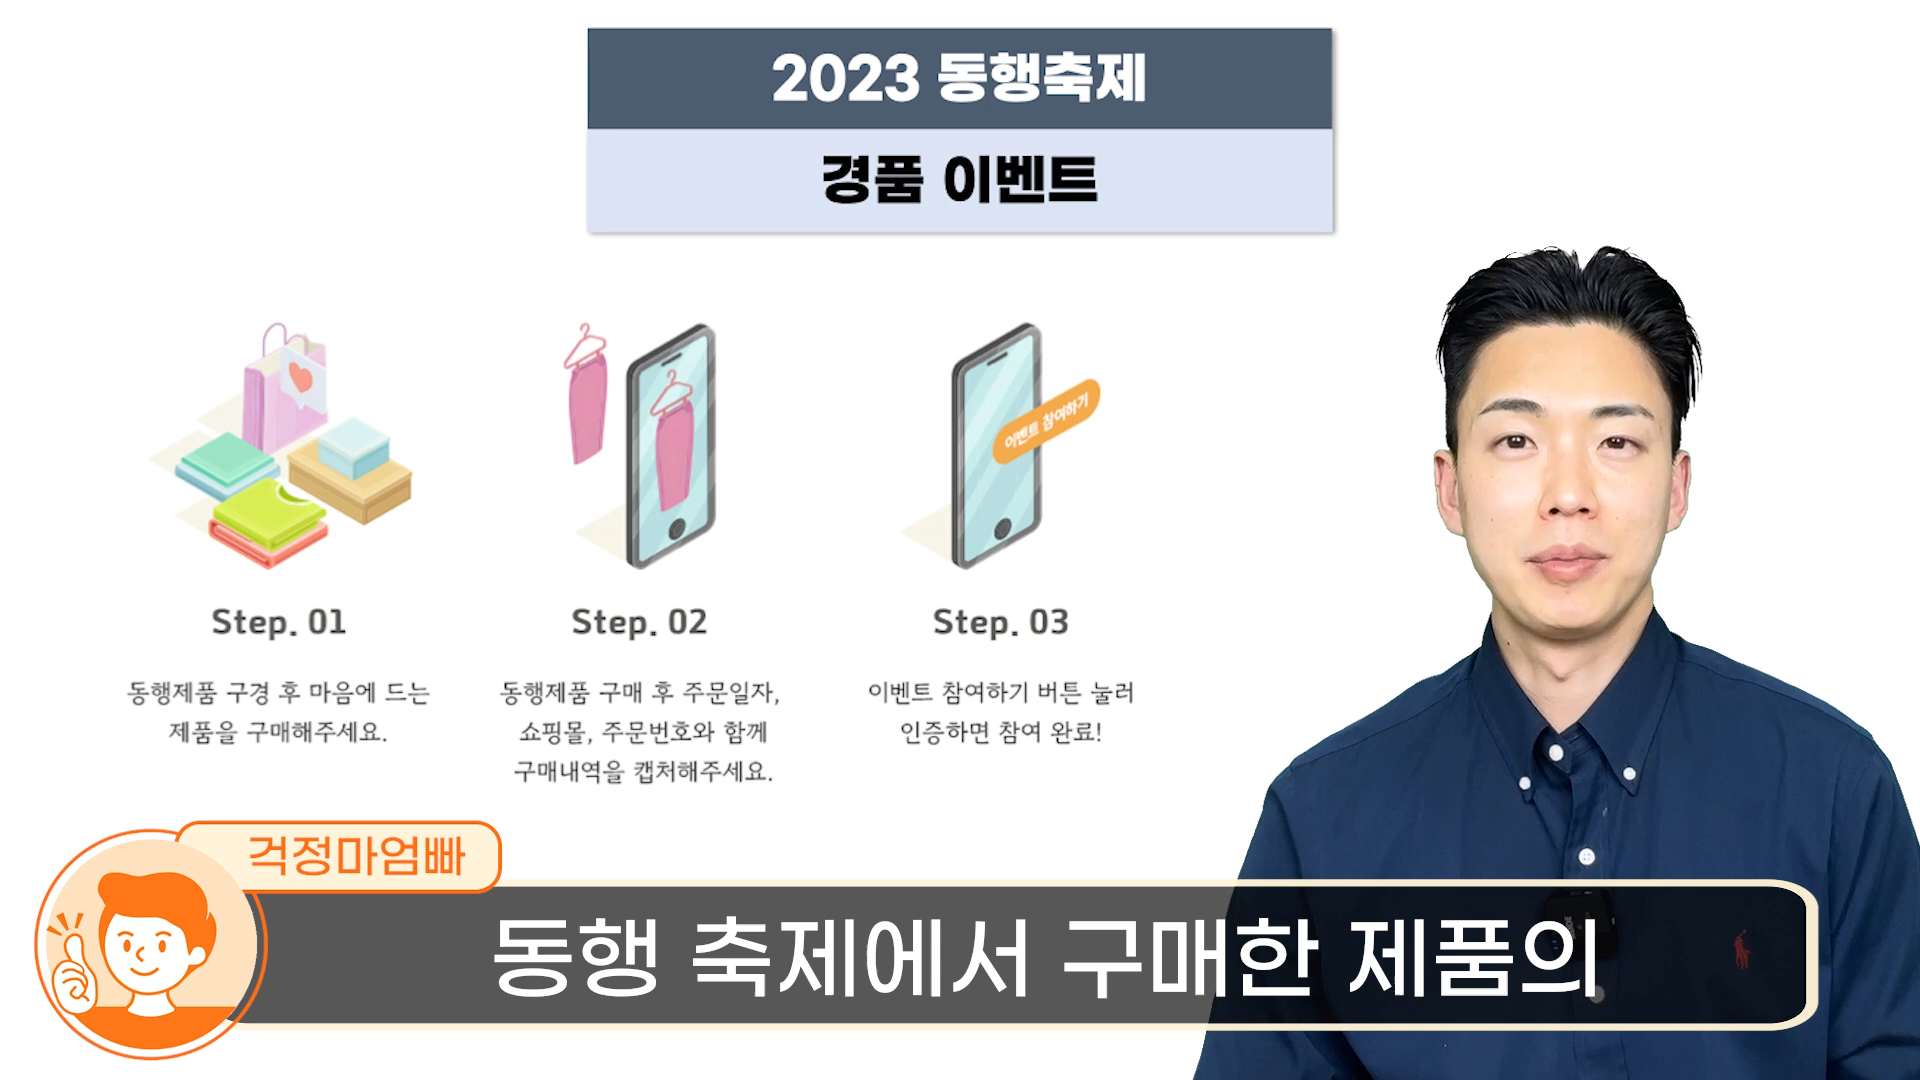 2023 동행축제
경품 이벤트
이벤트 참여하기
Step. 01
동행제품 구경 후 마음에 드는
제품을 구매해주세요.
Step. 02
동행제품 구매 후 주문일자,
쇼핑몰, 주문번호와 함께
구매내역을 캡처해주세요.
Step. 03
이벤트 참여하기 버튼 눌러
인증하면 참여 완료!
걱정마엄빠
동행 축제에서 구매한 제품의